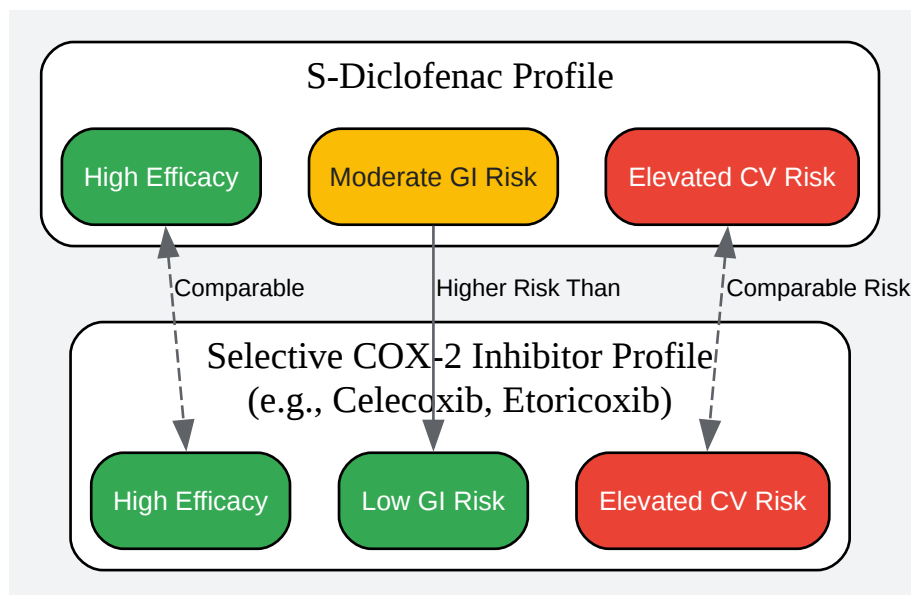 S-Diclofenac Profile
High Efficacy
Moderate GI Risk
Elevated CV Risk
Comparable
Higher Risk Than
Comparable Risk
Selective COX-2 Inhibitor Profile
(e.g., Celecoxib, Etoricoxib)
High Efficacy
Low GI Risk
Elevated CV Risk